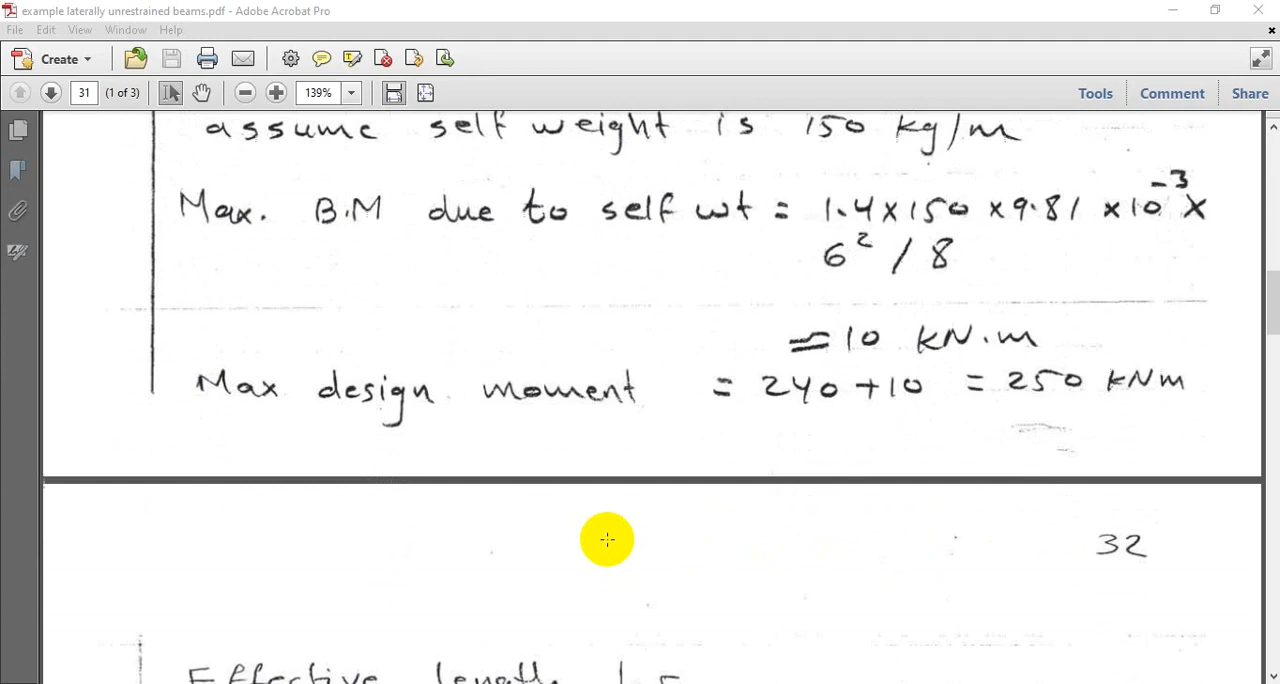 example laterally unrestrained beams.pdf - Adobe Acrobat Pro
File Edit View Window Help
Create
31 (1 of 3) 139% Tools Comment Share
assume self weight is 150 kg/m
Max. B.M due to self wt = 1.4 × 150 × 9.81 × 10⁻³ ×
6² / 8
= 10 kN.m
Max design moment = 240 + 10 = 250 kNm
32
Effective length L =